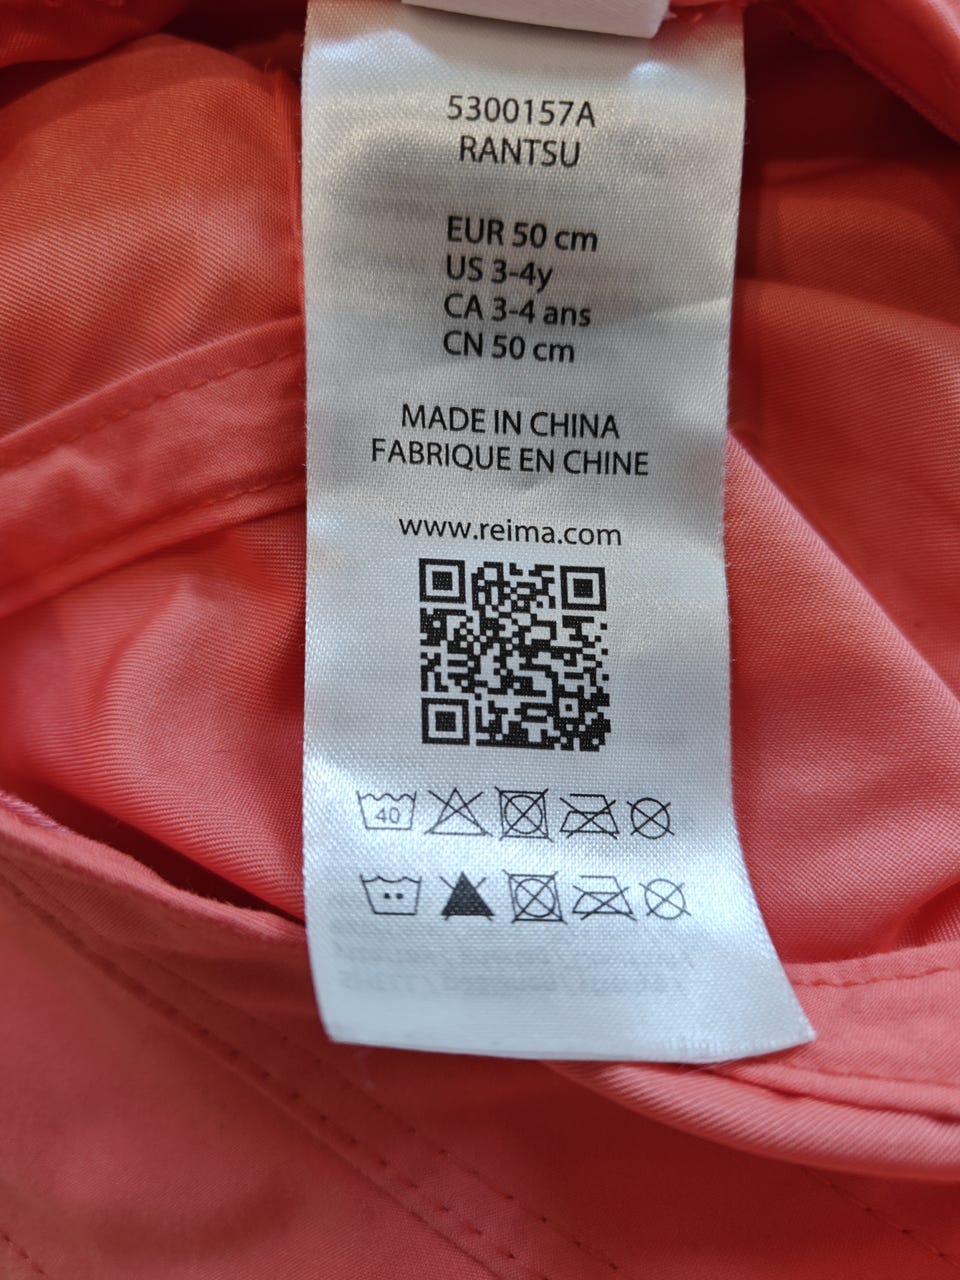 5300157A
RANTSU
EUR 50 cm
US 3-4y
CA 3-4 ans
CN 50 cm
MADE IN CHINA
FABRIQUE EN CHINE
www.reima.com
40